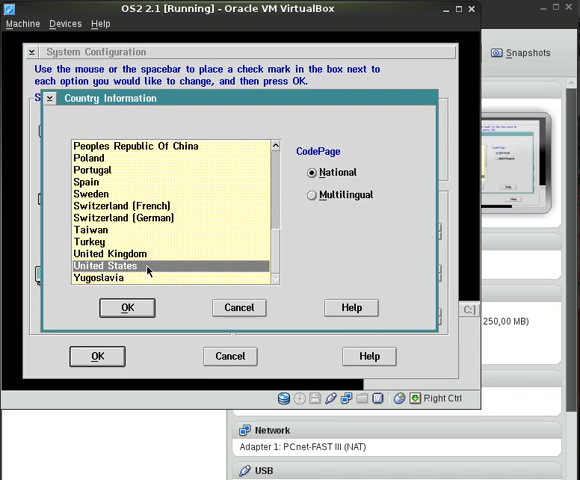 OS2 2.1 [Running] - Oracle VM VirtualBox
Machine Devices Help
Snapshots
System Configuration
Use the mouse or the spacebar to place a check mark in the box next to
each option you would like to change, and then press OK.
Country Information
Peoples Republic Of China
Poland
Portugal
Spain
Sweden
Switzerland (French)
Switzerland (German)
Taiwan
Turkey
United Kingdom
United States
Yugoslavia
CodePage
National
Multilingual
OK Cancel Help
C:]
250,00 MB)
OK Cancel Help
Right Ctrl
Network
Adapter 1: PCnet-FAST III (NAT)
USB